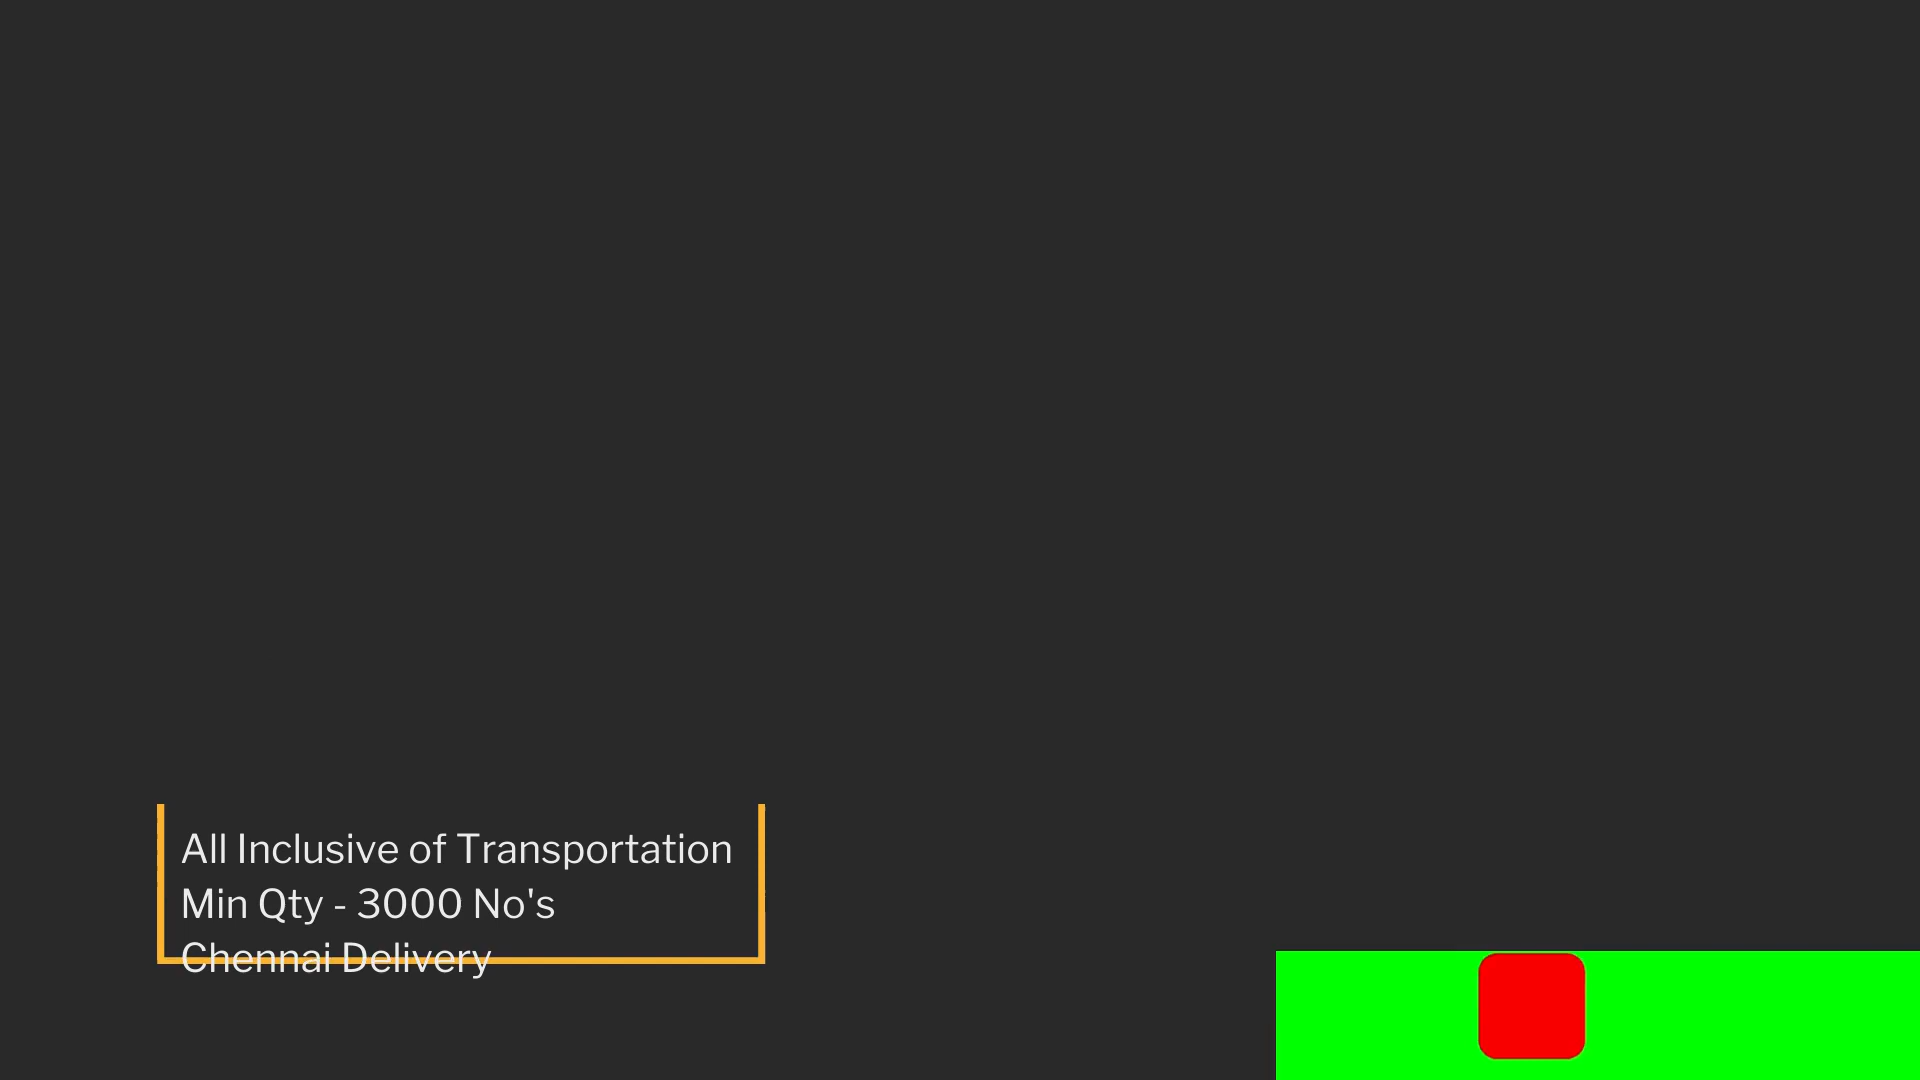 All Inclusive of Transportation
Min Qty - 3000 No's
Chennai Delivery